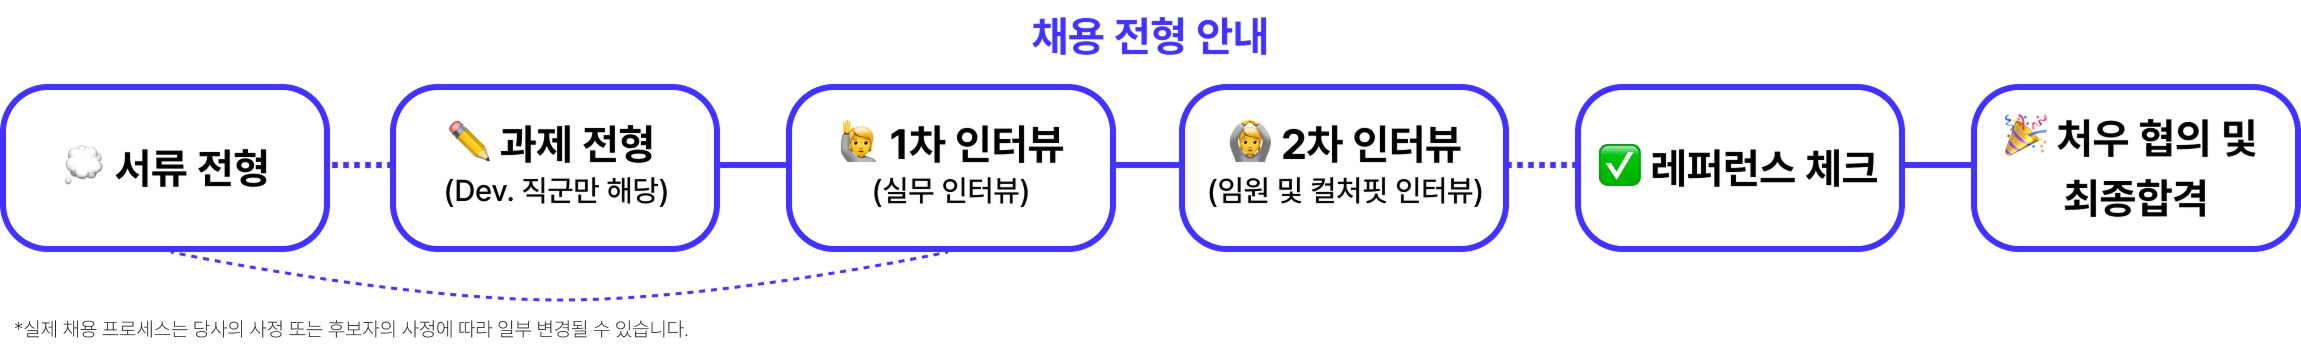 채용 전형 안내
💭 서류 전형
✏️ 과제 전형
(Dev. 직군만 해당)
🙋 1차 인터뷰
(실무 인터뷰)
🙆 2차 인터뷰
(임원 및 컬처핏 인터뷰)
✅ 레퍼런스 체크
🎉 처우 협의 및
최종합격
*실제 채용 프로세스는 당사의 사정 또는 후보자의 사정에 따라 일부 변경될 수 있습니다.